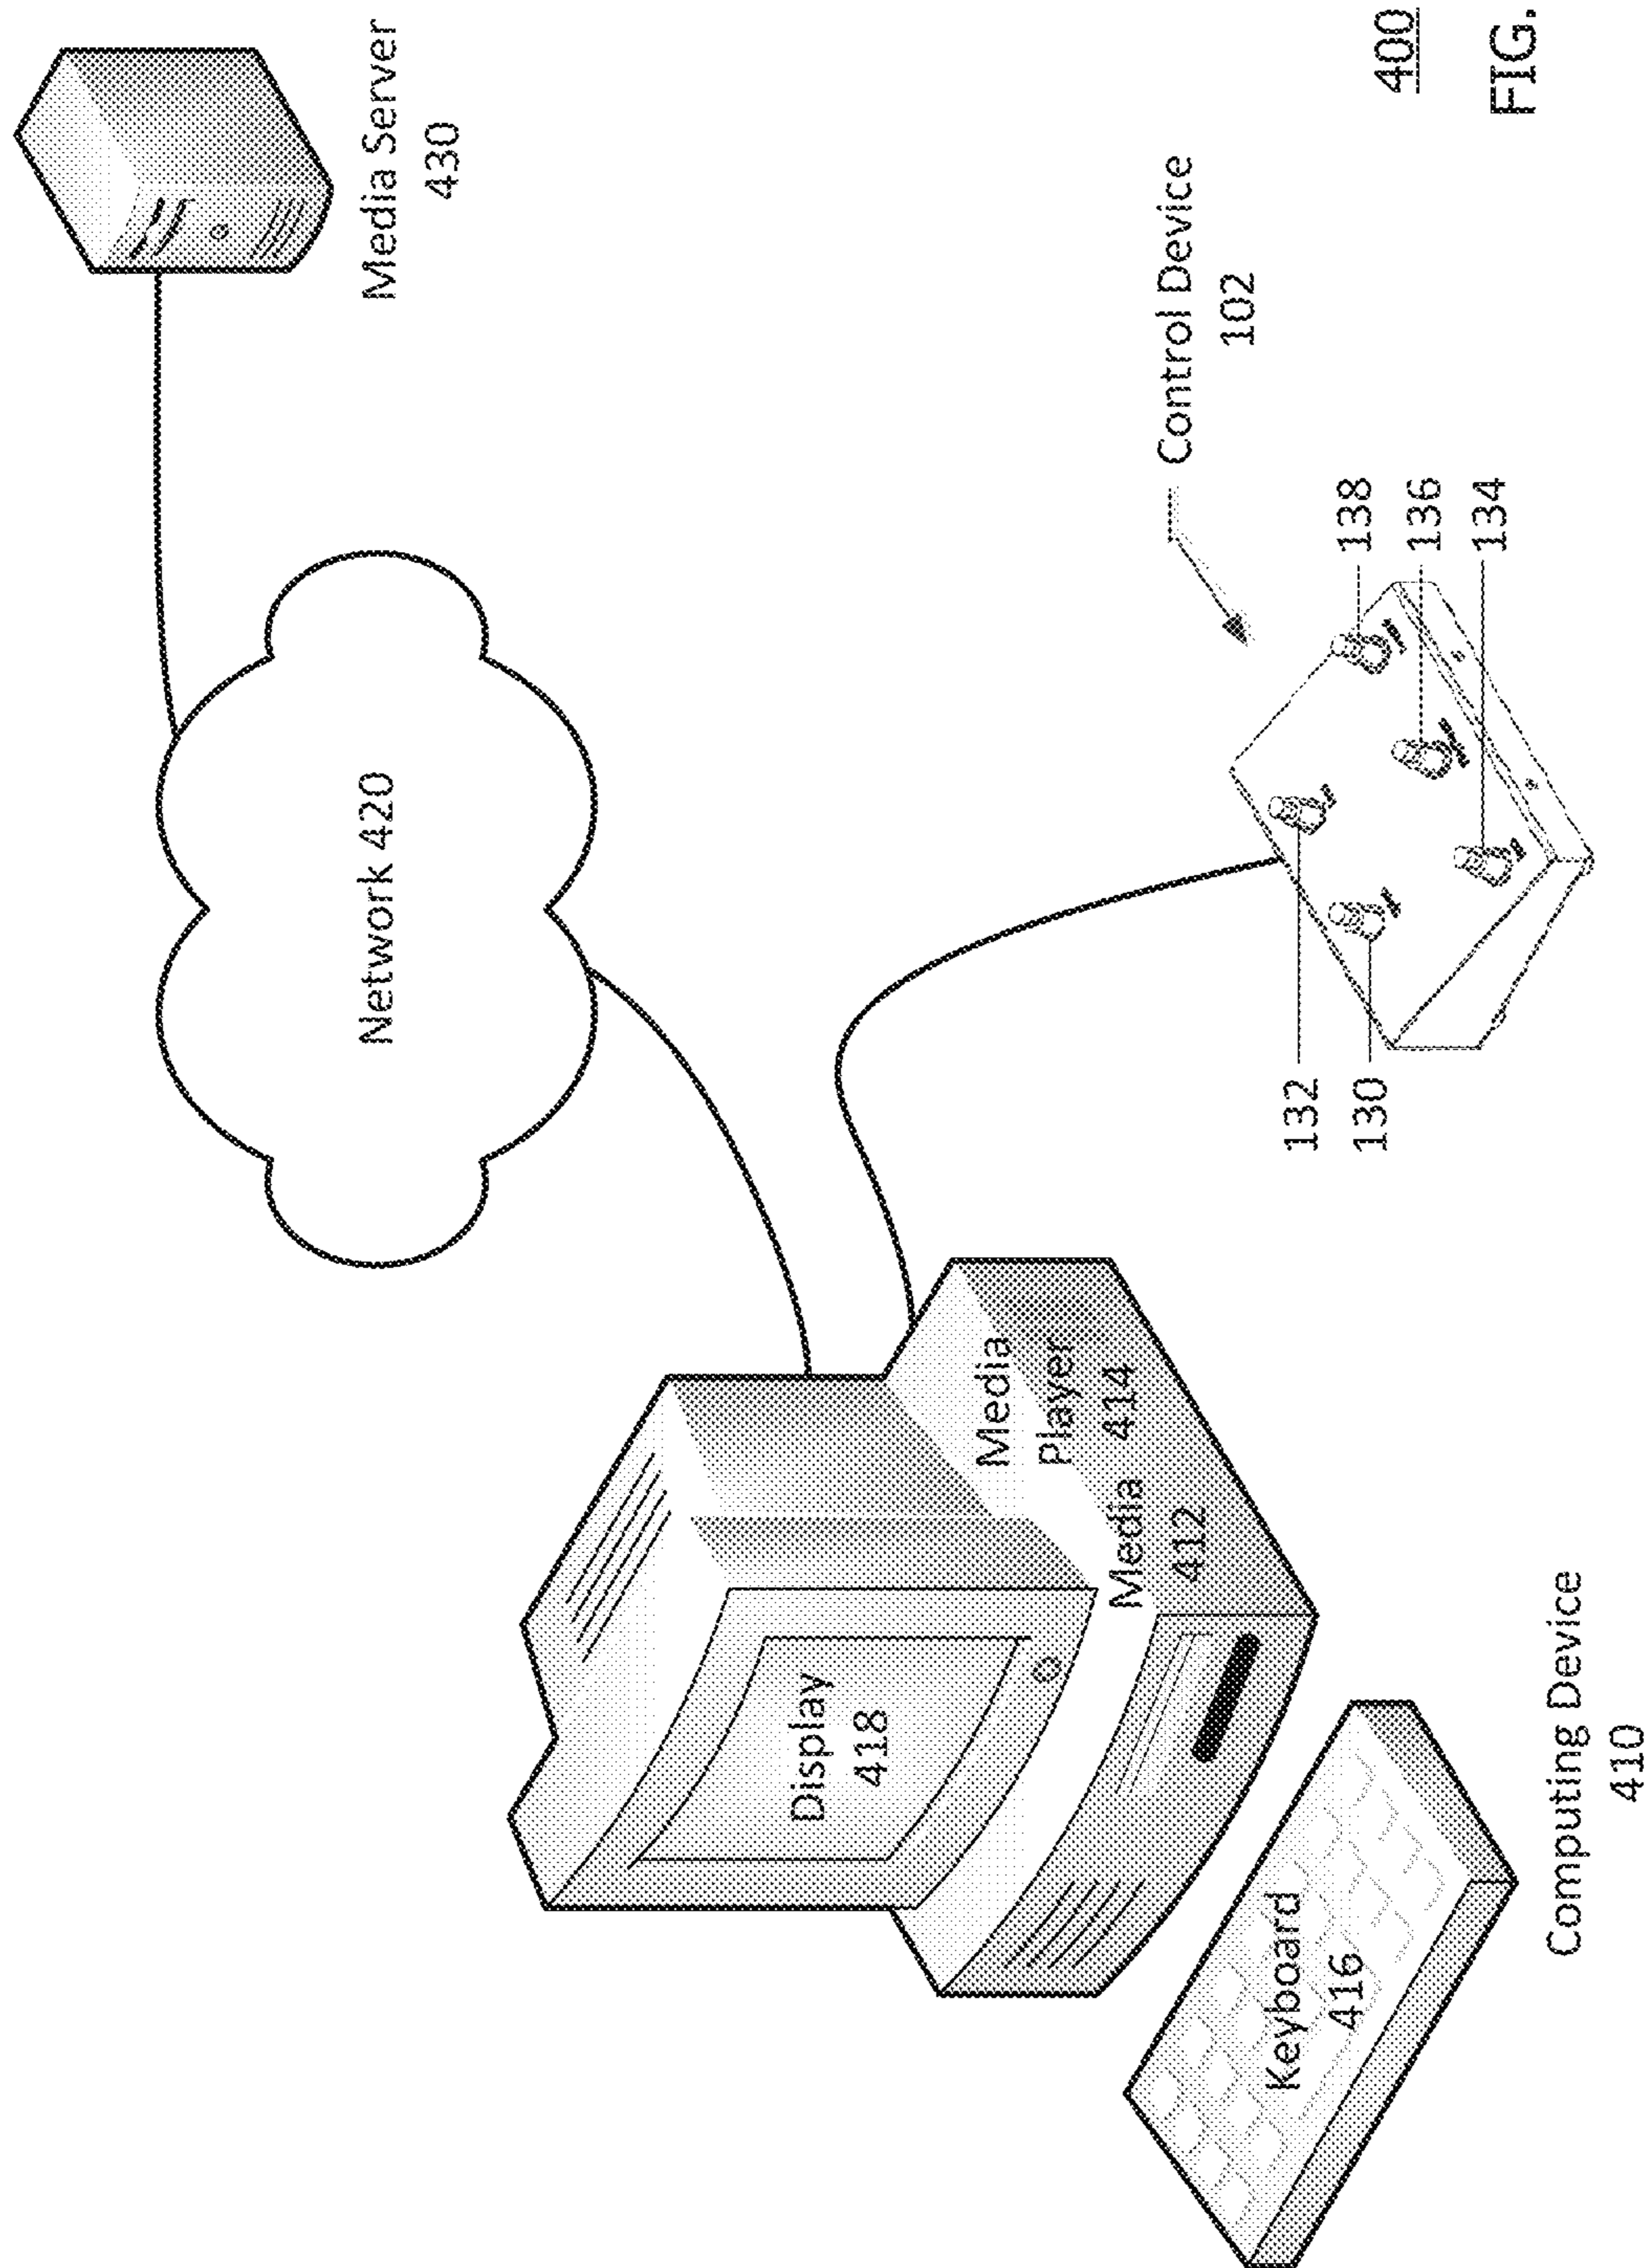 Media Server
430
Network 420
Control Device
102
138
136
134
132
130
Media
Player
414
Media
412
Display
418
Keyboard
416
Computing Device
410
400
FIG.